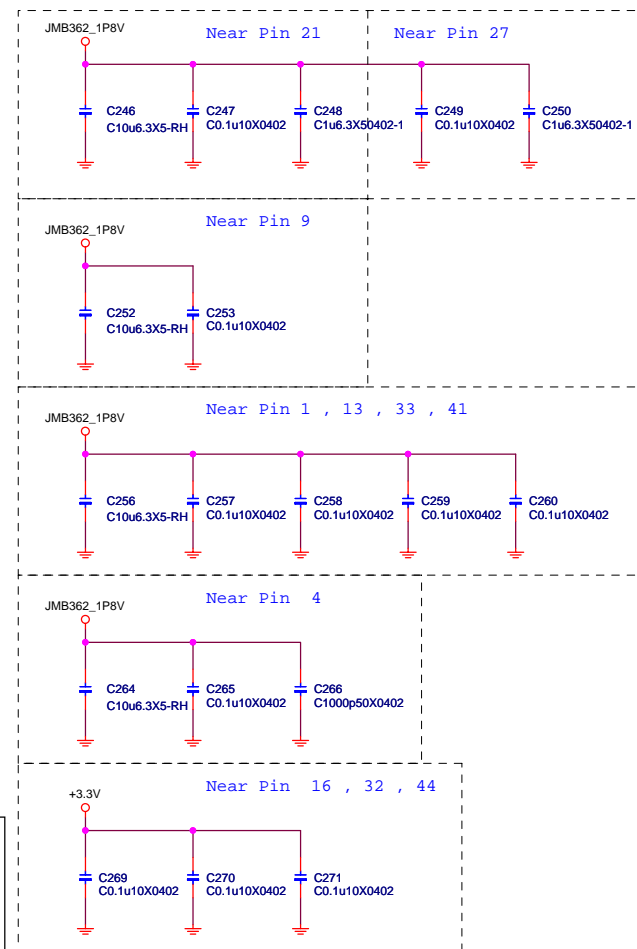 JMB362_1P8V
Near Pin 21
Near Pin 27
C246
C10u6.3X5-RH
C247
C0.1u10X0402
C248
C1u6.3X50402-1
C249
C0.1u10X0402
C250
C1u6.3X50402-1
JMB362_1P8V
Near Pin 9
C252
C10u6.3X5-RH
C253
C0.1u10X0402
JMB362_1P8V
Near Pin 1 , 13 , 33 , 41
C256
C10u6.3X5-RH
C257
C0.1u10X0402
C258
C0.1u10X0402
C259
C0.1u10X0402
C260
C0.1u10X0402
JMB362_1P8V
Near Pin 4
C264
C10u6.3X5-RH
C265
C0.1u10X0402
C266
C1000p50X0402
+3.3V
Near Pin 16 , 32 , 44
C269
C0.1u10X0402
C270
C0.1u10X0402
C271
C0.1u10X0402